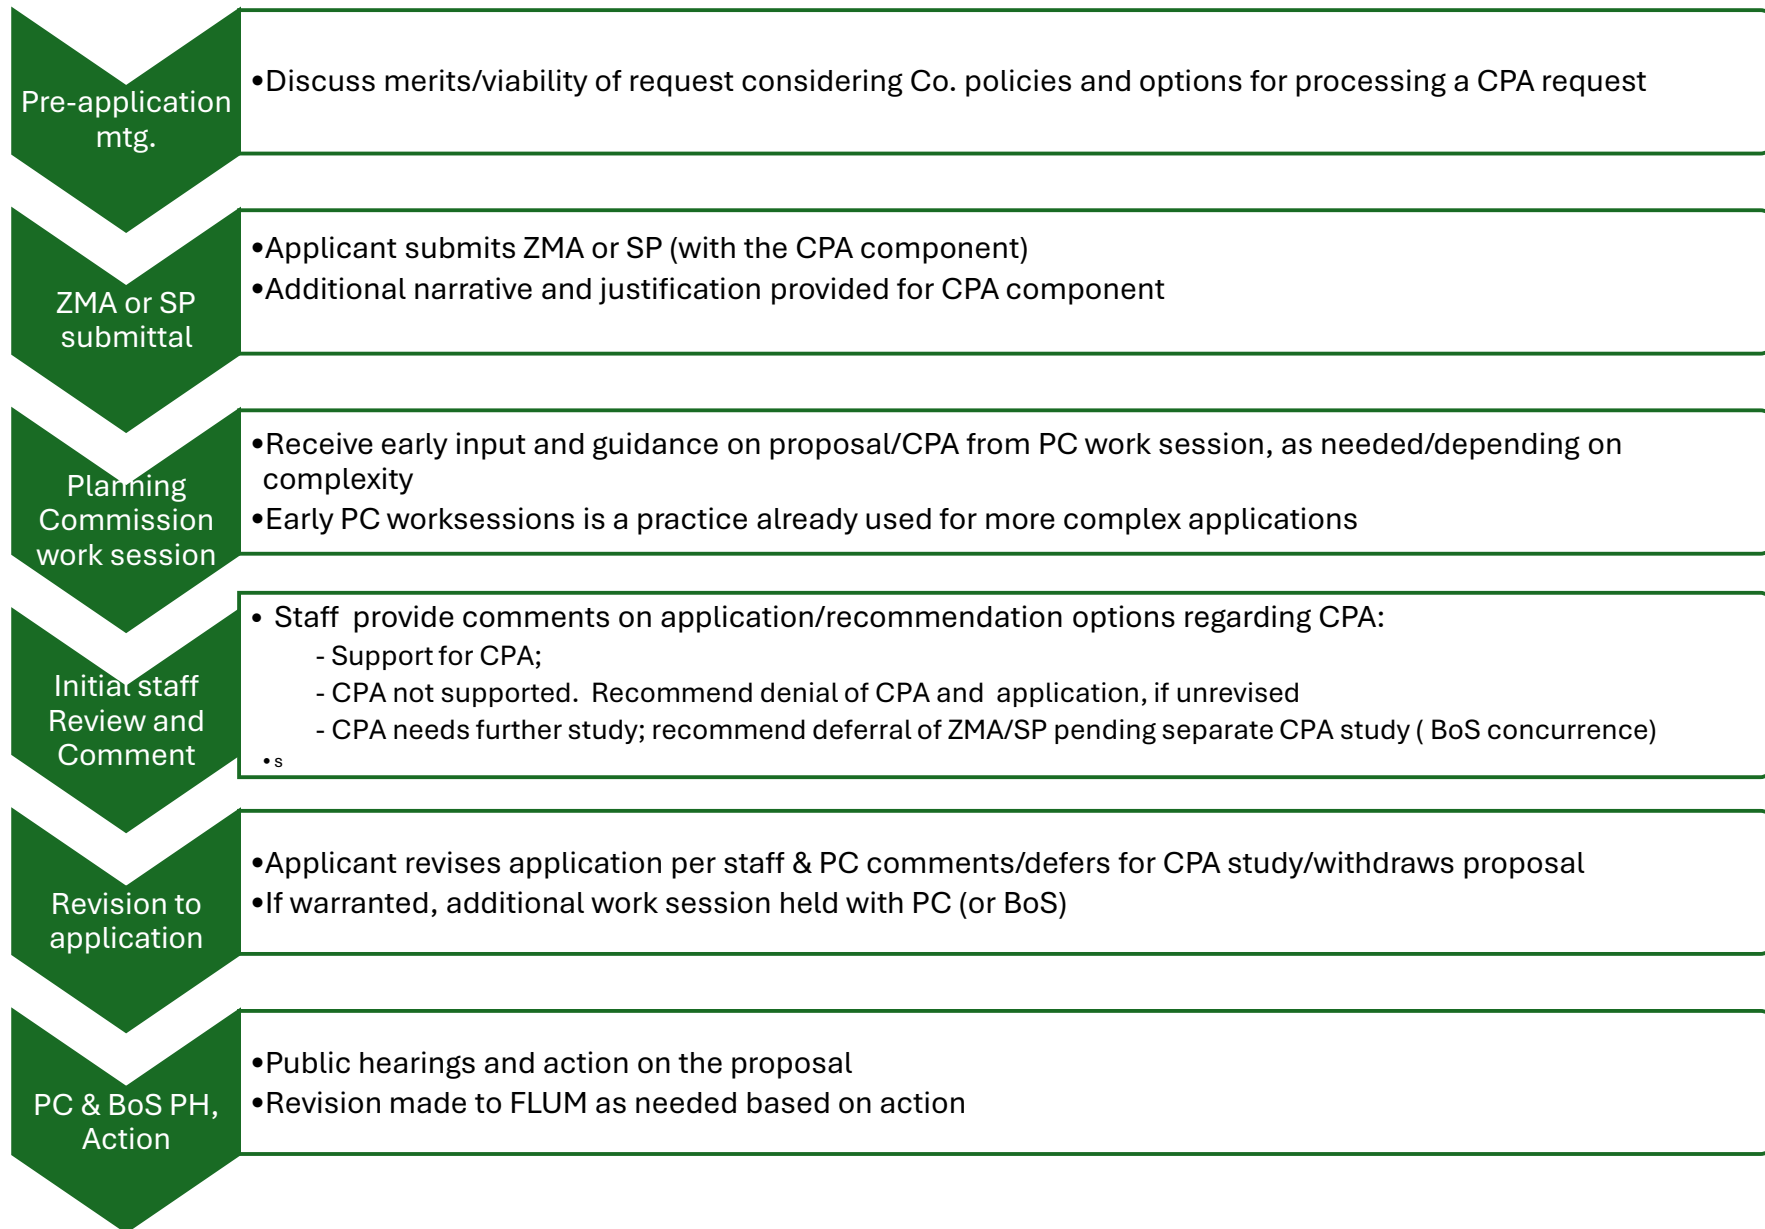 Pre-application
mtg.
•Discuss merits/viability of request considering Co. policies and options for processing a CPA request
ZMA or SP
submittal
•Applicant submits ZMA or SP (with the CPA component)
•Additional narrative and justification provided for CPA component
Planning
Commission
work session
•Receive early input and guidance on proposal/CPA from PC work session, as needed/depending on
complexity
•Early PC worksessions is a practice already used for more complex applications
Initial staff
Review and
Comment
• Staff provide comments on application/recommendation options regarding CPA:
- Support for CPA;
- CPA not supported. Recommend denial of CPA and application, if unrevised
- CPA needs further study; recommend deferral of ZMA/SP pending separate CPA study ( BoS concurrence)
• s
Revision to
application
•Applicant revises application per staff & PC comments/defers for CPA study/withdraws proposal
•If warranted, additional work session held with PC (or BoS)
PC & BoS PH,
Action
•Public hearings and action on the proposal
•Revision made to FLUM as needed based on action